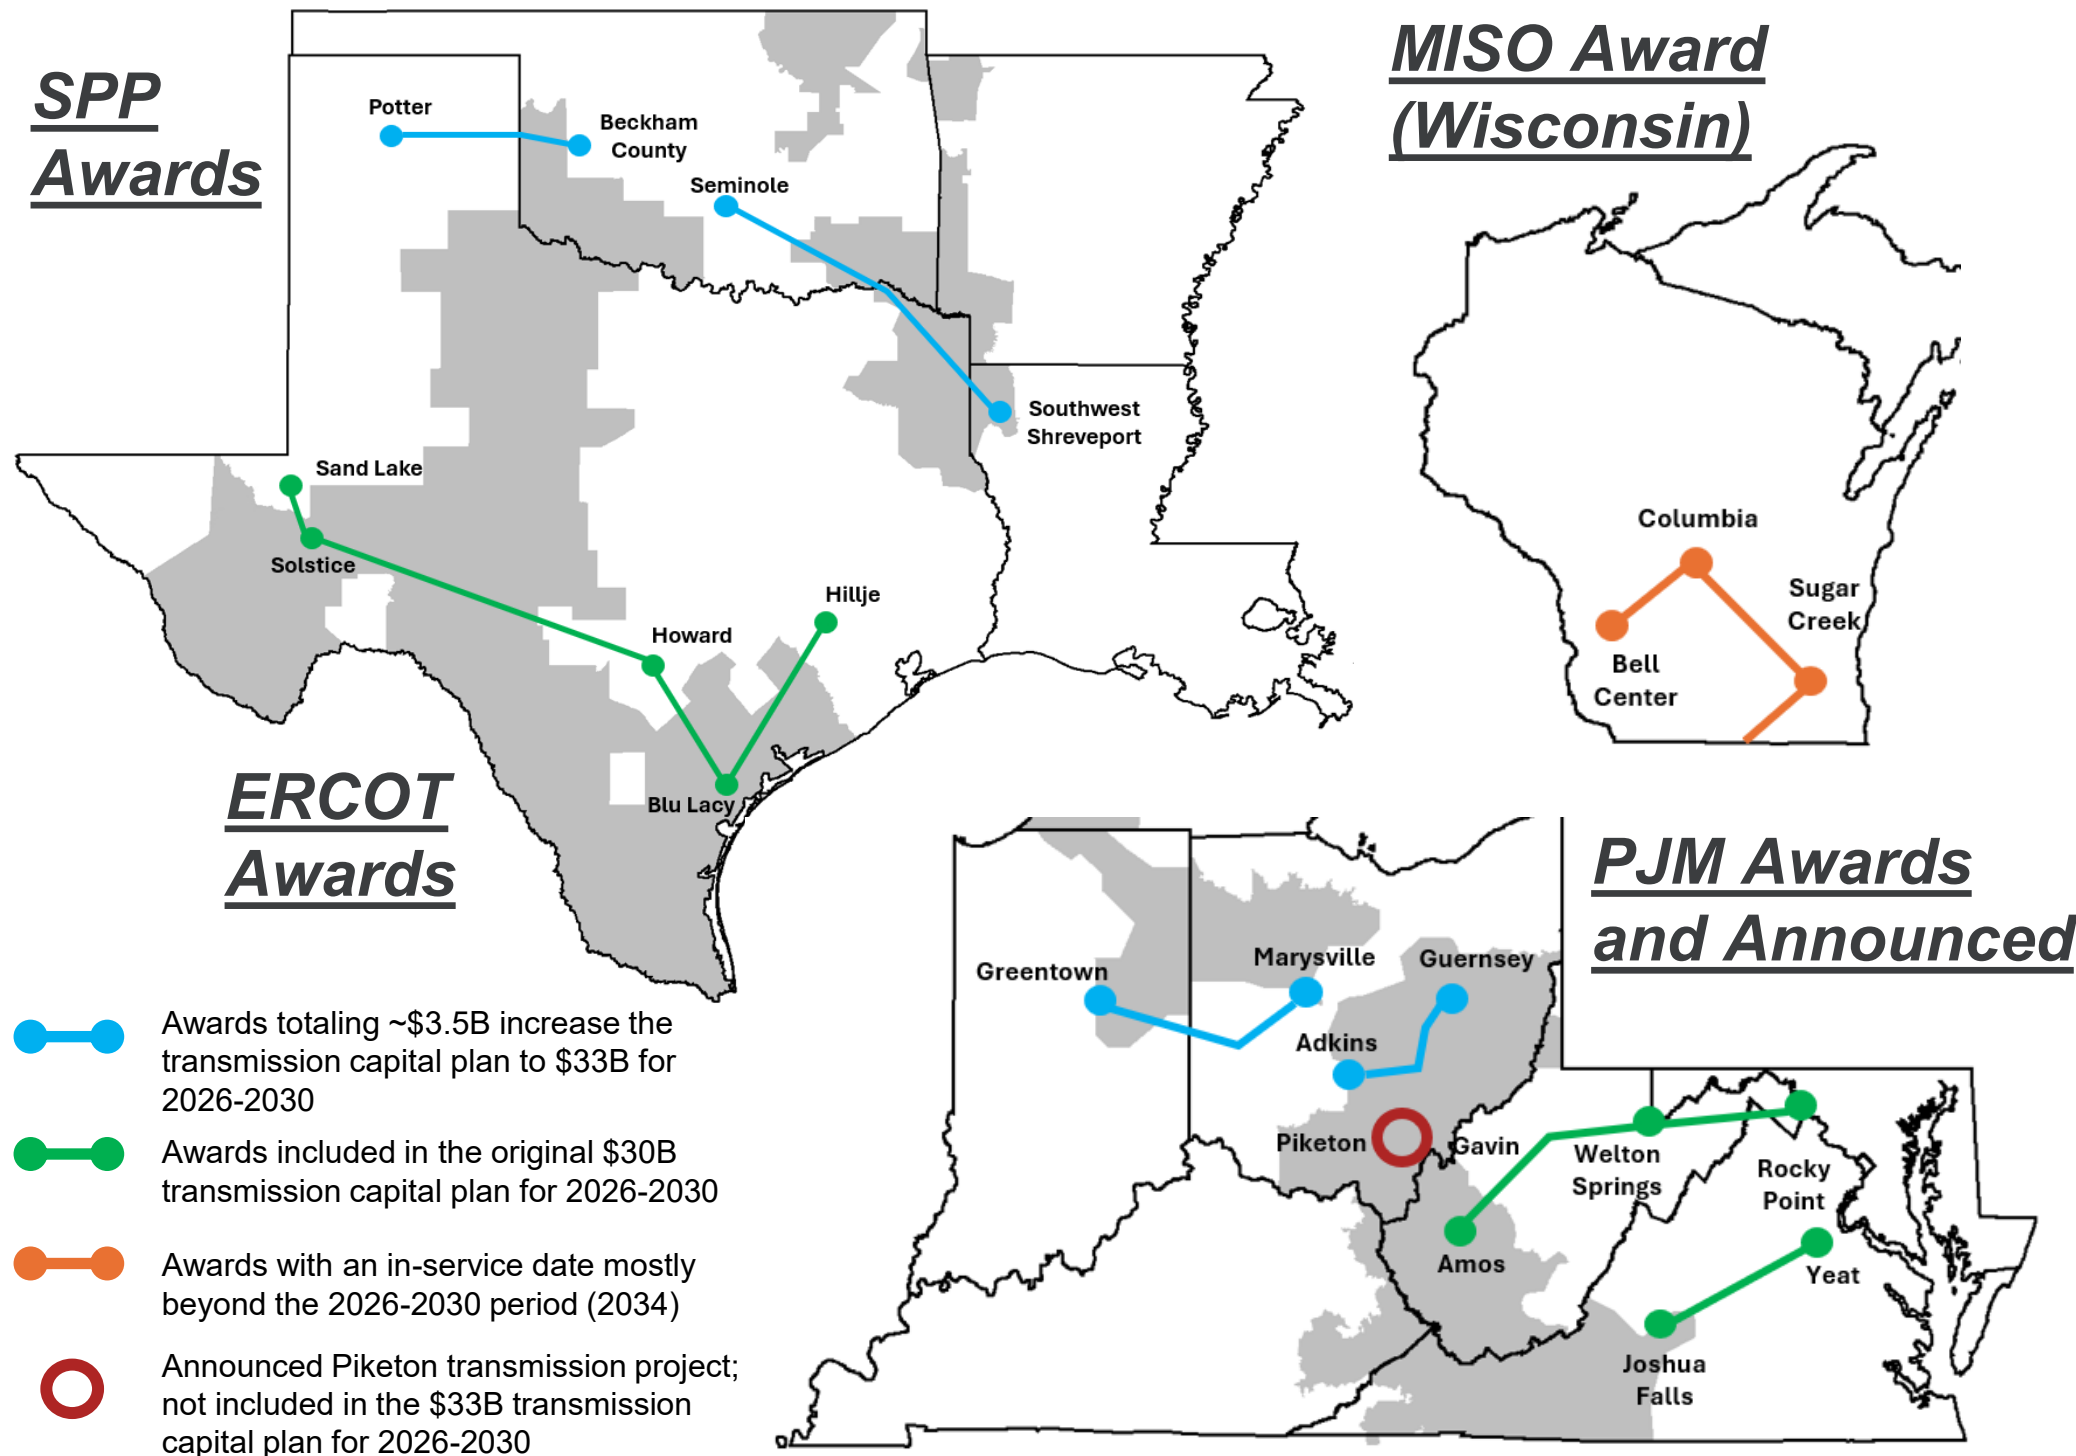 SPP
Awards
Potter
Beckham
County
Seminole
Southwest
Shreveport
Sand Lake
Solstice
Howard
Hillje
Blu Lacy
ERCOT
Awards
MISO Award
(Wisconsin)
Columbia
Sugar
Creek
Bell
Center
PJM Awards
and Announced
Greentown
Marysville
Guernsey
Adkins
Piketon
Gavin
Welton
Springs
Rocky
Point
Amos
Yeat
Joshua
Falls
Awards totaling ~$3.5B increase the
transmission capital plan to $33B for
2026-2030
Awards included in the original $30B
transmission capital plan for 2026-2030
Awards with an in-service date mostly
beyond the 2026-2030 period (2034)
Announced Piketon transmission project;
not included in the $33B transmission
capital plan for 2026-2030